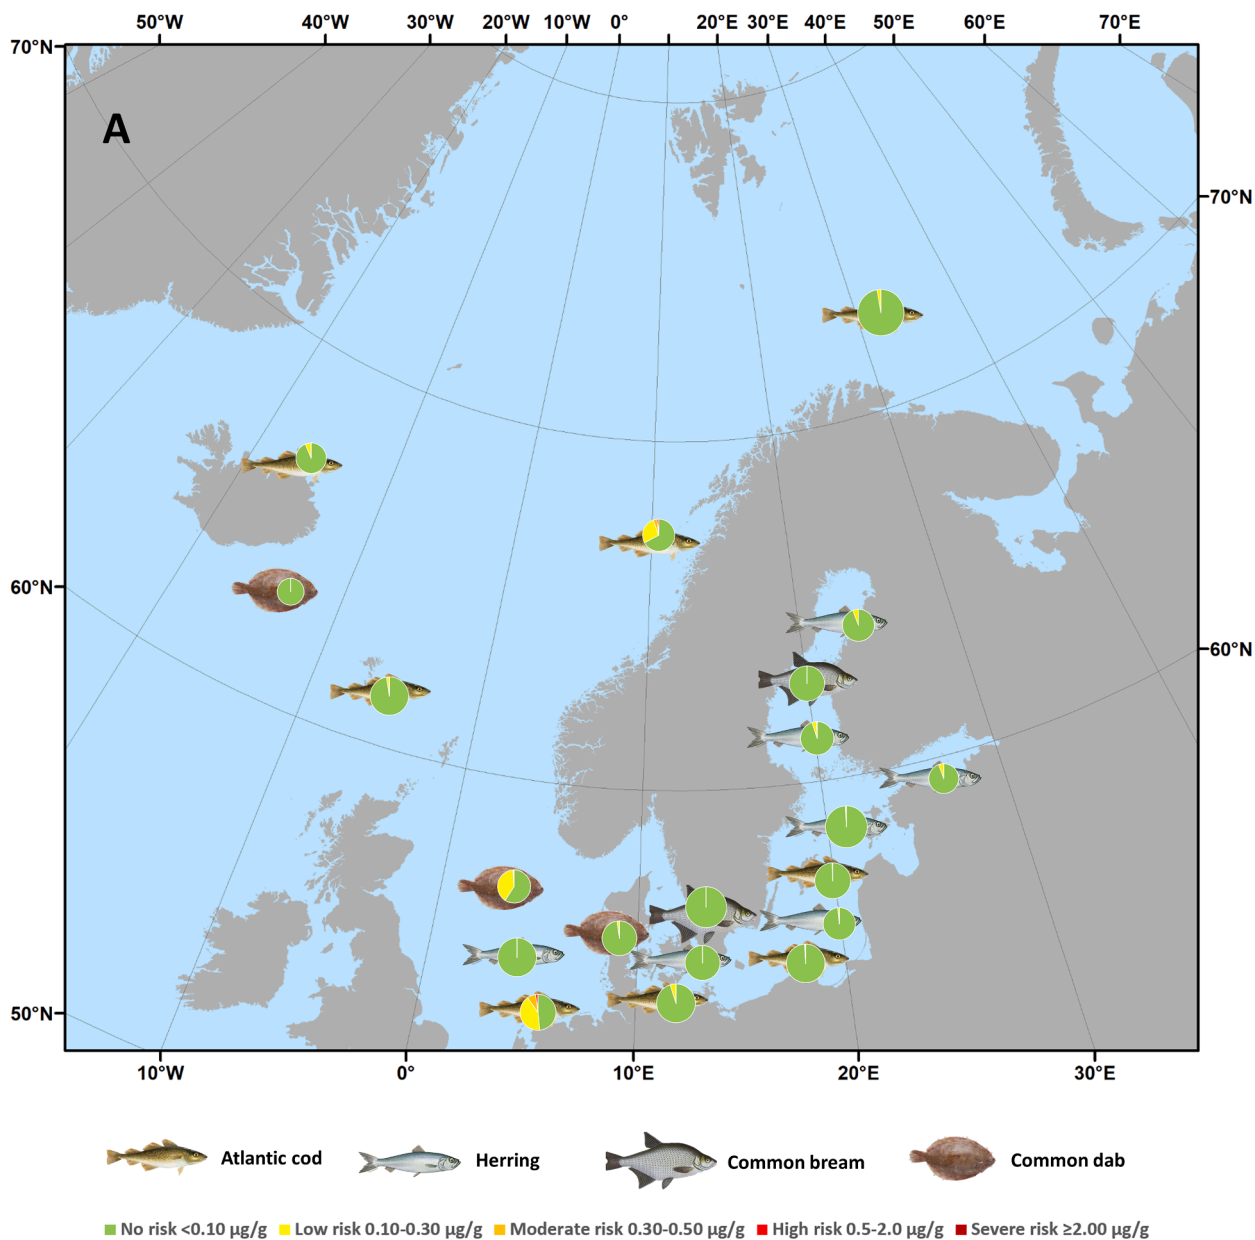 50°W 40°W 30°W 20°W 10°W 0° 20°E 30°E 40°E 50°E 60°E 70°E
70°N
A
70°N
60°N
60°N
50°N
10°W 0° 10°E 20°E 30°E
Atlantic cod Herring Common bream Common dab
No risk <0.10 µg/g Low risk 0.10-0.30 µg/g Moderate risk 0.30-0.50 µg/g High risk 0.5-2.0 µg/g Severe risk ≥2.00 µg/g